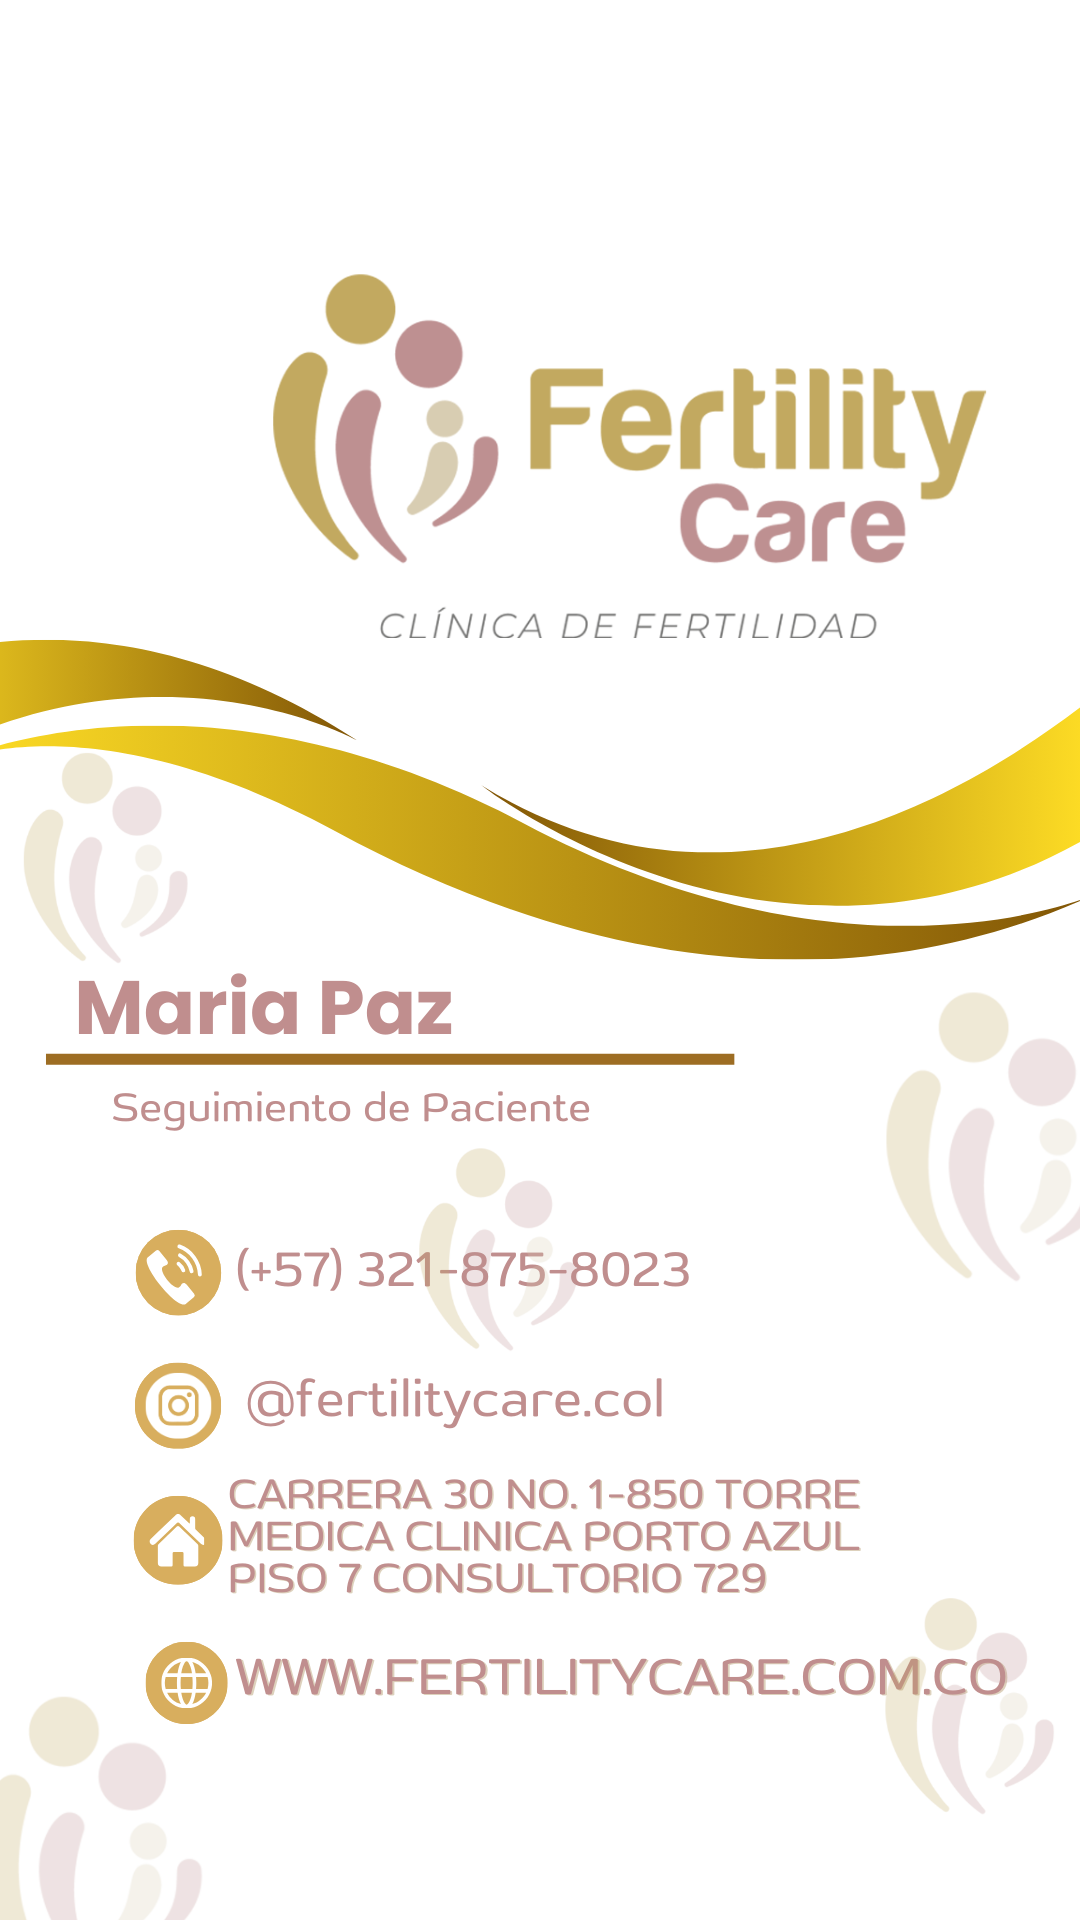 Fertility
Care
CLÍNICA DE FERTILIDAD
Maria Paz
Seguimiento de Paciente
(+57) 321-875-8023
@fertilitycare.col
CARRERA 30 NO. 1-850 TORRE
MEDICA CLINICA PORTO AZUL
PISO 7 CONSULTORIO 729
WWW.FERTILITYCARE.COM.CO